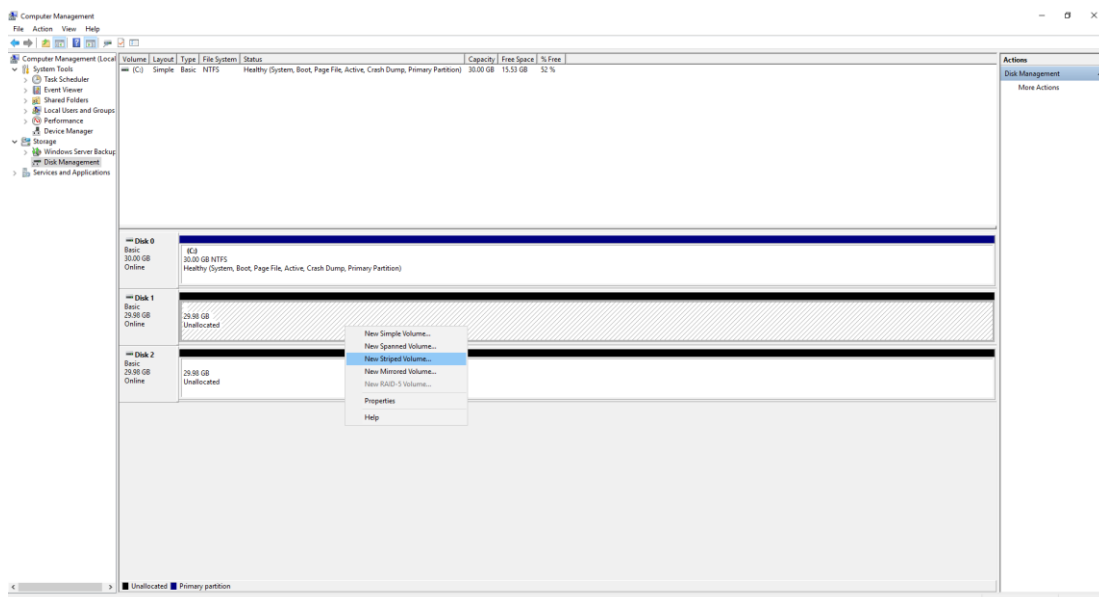 Computer Management
File Action View Help
Computer Management (Local
System Tools
Task Scheduler
Event Viewer
Shared Folders
Local Users and Groups
Performance
Device Manager
Storage
Windows Server Backup
Disk Management
Services and Applications
Volume Layout Type File System Status Capacity Free Space % Free
(C:) Simple Basic NTFS Healthy (System, Boot, Page File, Active, Crash Dump, Primary Partition) 30.00 GB 15.53 GB 52 %
Disk 0
Basic
30.00 GB
Online
(C:)
30.00 GB NTFS
Healthy (System, Boot, Page File, Active, Crash Dump, Primary Partition)
Disk 1
Basic
29.98 GB
Online
29.98 GB
Unallocated
Disk 2
Basic
29.98 GB
Online
29.98 GB
Unallocated
New Simple Volume...
New Spanned Volume...
New Striped Volume...
New Mirrored Volume...
New RAID-5 Volume...
Properties
Help
Unallocated Primary partition
Actions
Disk Management
More Actions